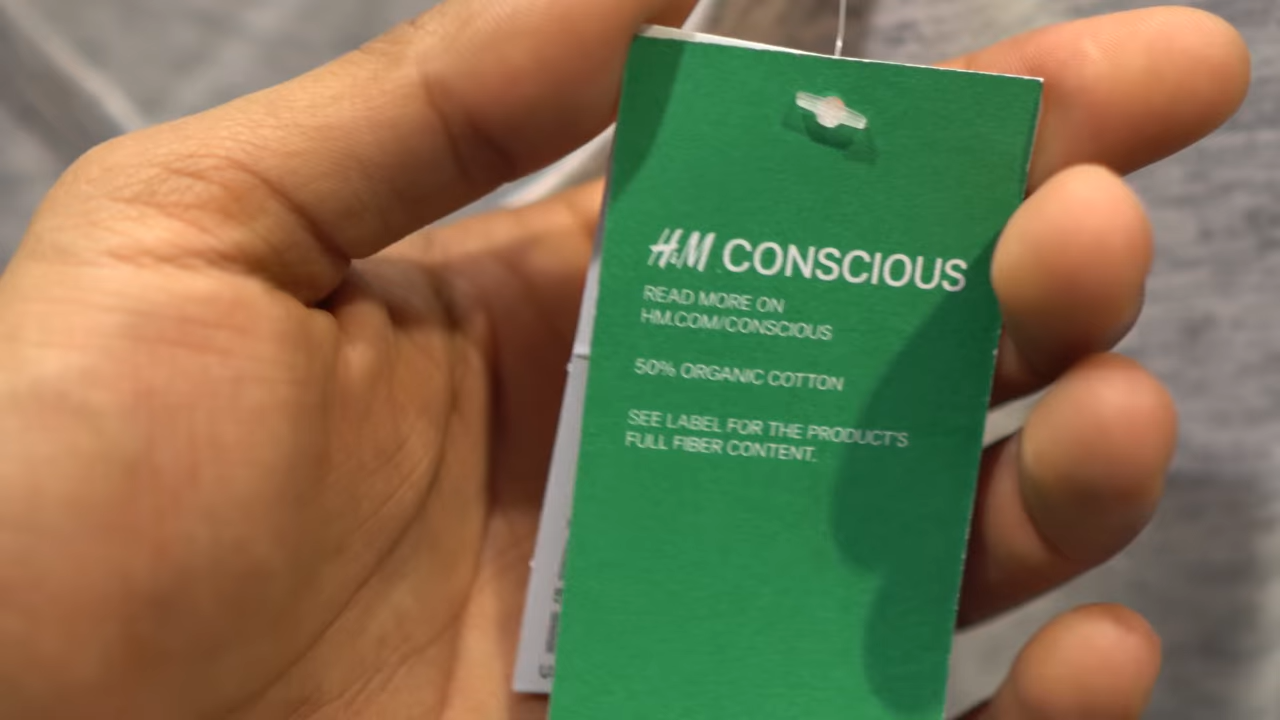 H&M CONSCIOUS
READ MORE ON
HM.COM/CONSCIOUS
50% ORGANIC COTTON
SEE LABEL FOR THE PRODUCT'S
FULL FIBER CONTENT.